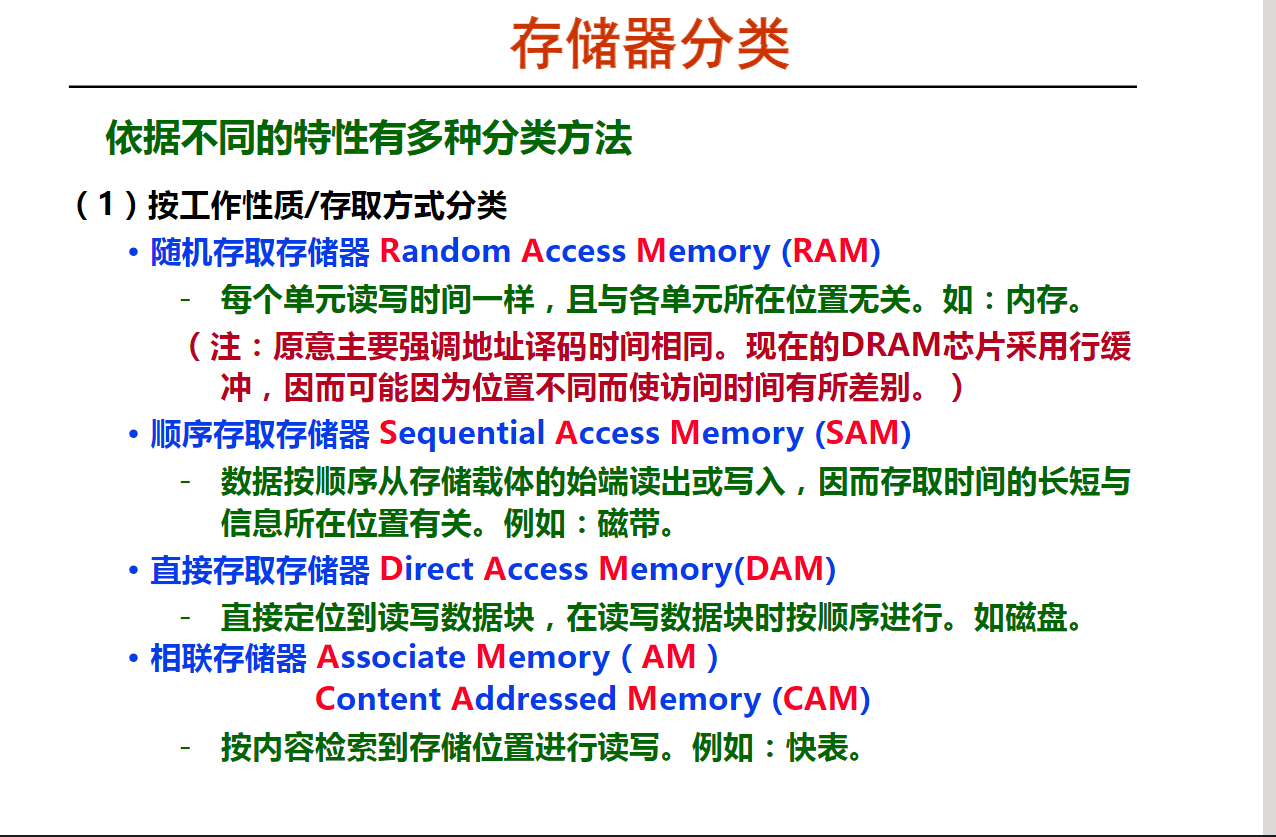 存储器分类
依据不同的特性有多种分类方法
（1）按工作性质/存取方式分类
• 随机存取存储器 Random Access Memory (RAM)
- 每个单元读写时间一样，且与各单元所在位置无关。如：内存。
（注：原意主要强调地址译码时间相同。现在的DRAM芯片采用行缓
冲，因而可能因为位置不同而使访问时间有所差别。）
• 顺序存取存储器 Sequential Access Memory (SAM)
- 数据按顺序从存储载体的始端读出或写入，因而存取时间的长短与
信息所在位置有关。例如：磁带。
• 直接存取存储器 Direct Access Memory(DAM)
- 直接定位到读写数据块，在读写数据块时按顺序进行。如磁盘。
• 相联存储器 Associate Memory（AM）
Content Addressed Memory (CAM)
- 按内容检索到存储位置进行读写。例如：快表。